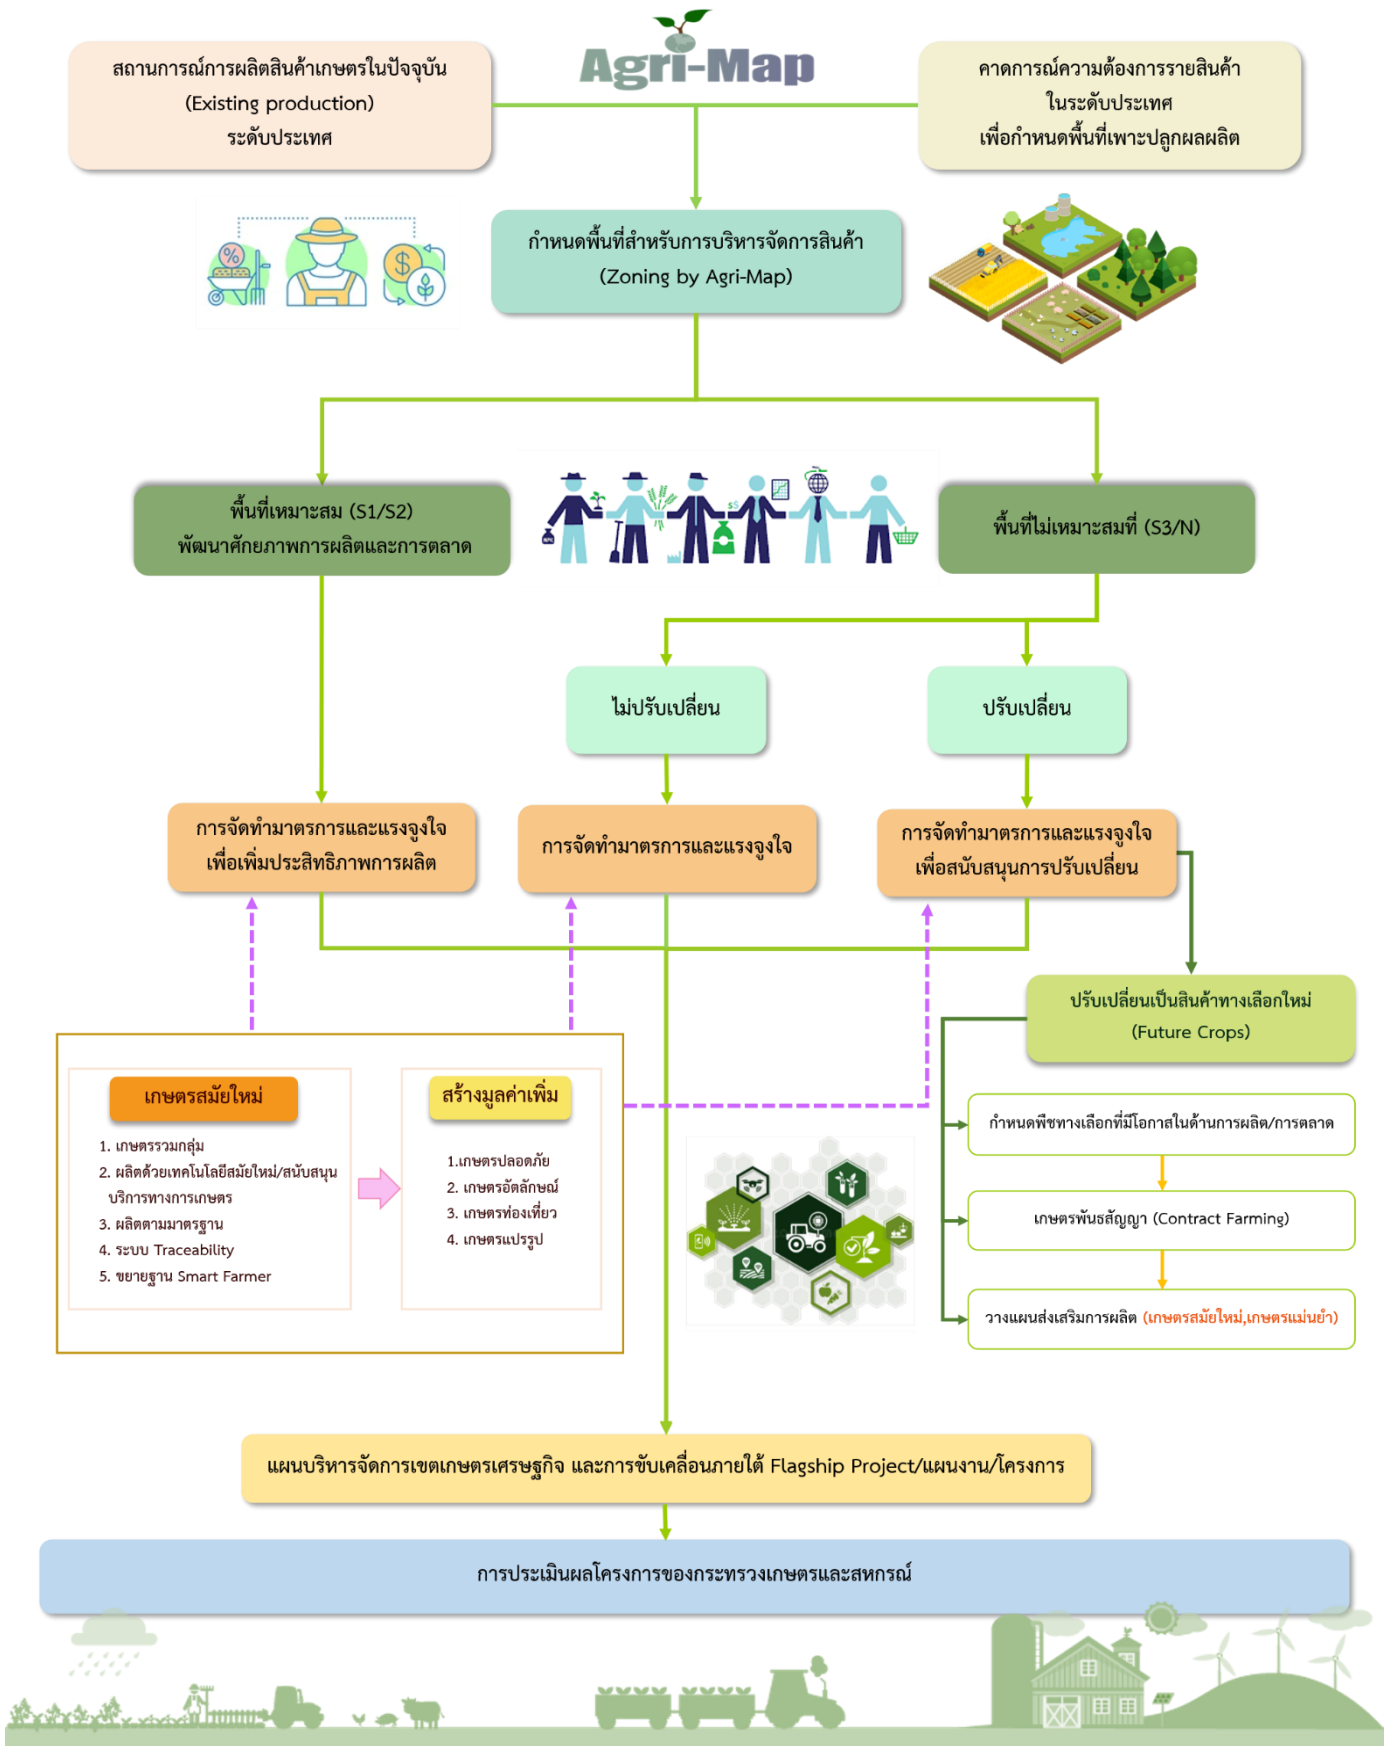 Agri-Map
สถานการณ์การผลิตสินค้าเกษตรในปัจจุบัน
(Existing production)
ระดับประเทศ
คาดการณ์ความต้องการรายสินค้า
ในระดับประเทศ
เพื่อกำหนดพื้นที่เพาะปลูกผลผลิต
กำหนดพื้นที่สำหรับการบริหารจัดการสินค้า
(Zoning by Agri-Map)
พื้นที่เหมาะสม (S1/S2)
พัฒนาศักยภาพการผลิตและการตลาด
พื้นที่ไม่เหมาะสมที่ (S3/N)
ไม่ปรับเปลี่ยน
ปรับเปลี่ยน
การจัดทำมาตรการและแรงจูงใจ
เพื่อเพิ่มประสิทธิภาพการผลิต
การจัดทำมาตรการและแรงจูงใจ
การจัดทำมาตรการและแรงจูงใจ
เพื่อสนับสนุนการปรับเปลี่ยน
ปรับเปลี่ยนเป็นสินค้าทางเลือกใหม่
(Future Crops)
เกษตรสมัยใหม่
1. เกษตรรวมกลุ่ม
2. ผลิตด้วยเทคโนโลยีสมัยใหม่/สนับสนุน
บริการทางการเกษตร
3. ผลิตตามมาตรฐาน
4. ระบบ Traceability
5. ขยายฐาน Smart Farmer
สร้างมูลค่าเพิ่ม
1.เกษตรปลอดภัย
2. เกษตรอัตลักษณ์
3. เกษตรท่องเที่ยว
4. เกษตรแปรรูป
กำหนดพืชทางเลือกที่มีโอกาสในด้านการผลิต/การตลาด
เกษตรพันธสัญญา (Contract Farming)
วางแผนส่งเสริมการผลิต (เกษตรสมัยใหม่,เกษตรแม่นยำ)
แผนบริหารจัดการเขตเกษตรเศรษฐกิจ และการขับเคลื่อนภายใต้ Flagship Project/แผนงาน/โครงการ
การประเมินผลโครงการของกระทรวงเกษตรและสหกรณ์